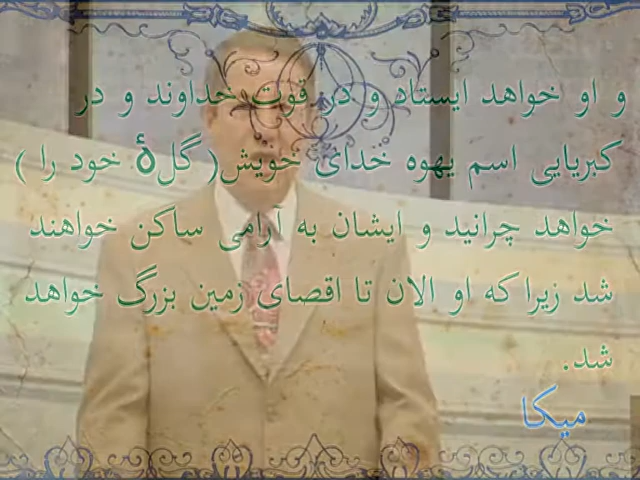 و او خواهد ایستاد و در قوت خداوند و در
کبریایی اسم یهوه خدای خویش( گلۀ خود را )
خواهد چرانید و ایشان به آرامی ساکن خواهند
شد زیرا که او الان تا اقصای زمین بزرگ خواهد
شد.
میکا